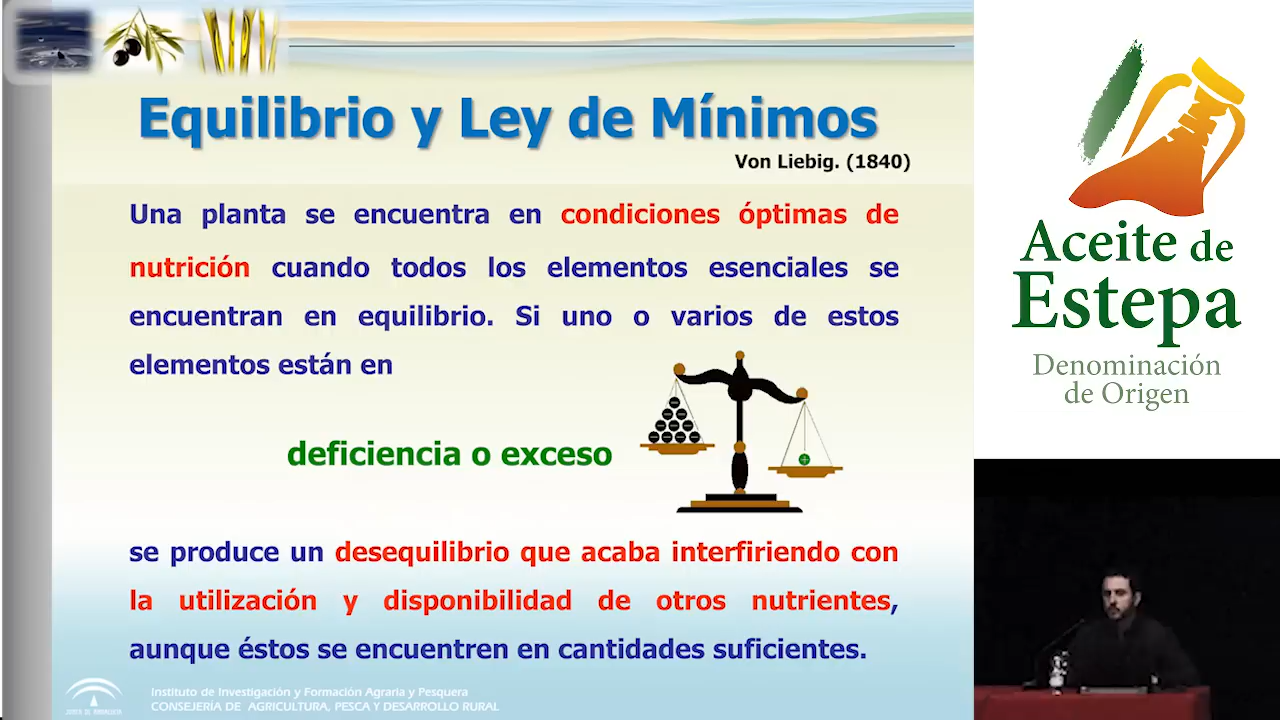 Equilibrio y Ley de Mínimos
Von Liebig. (1840)
Una planta se encuentra en condiciones óptimas de
nutrición cuando todos los elementos esenciales se
encuentran en equilibrio. Si uno o varios de estos
elementos están en
deficiencia o exceso
se produce un desequilibrio que acaba interfiriendo con
la utilización y disponibilidad de otros nutrientes,
aunque éstos se encuentren en cantidades suficientes.
JUNTA DE ANDALUCIA
Instituto de Investigación y Formación Agraria y Pesquera
CONSEJERÍA DE AGRICULTURA, PESCA Y DESARROLLO RURAL
Aceite de
Estepa
Denominación
de Origen